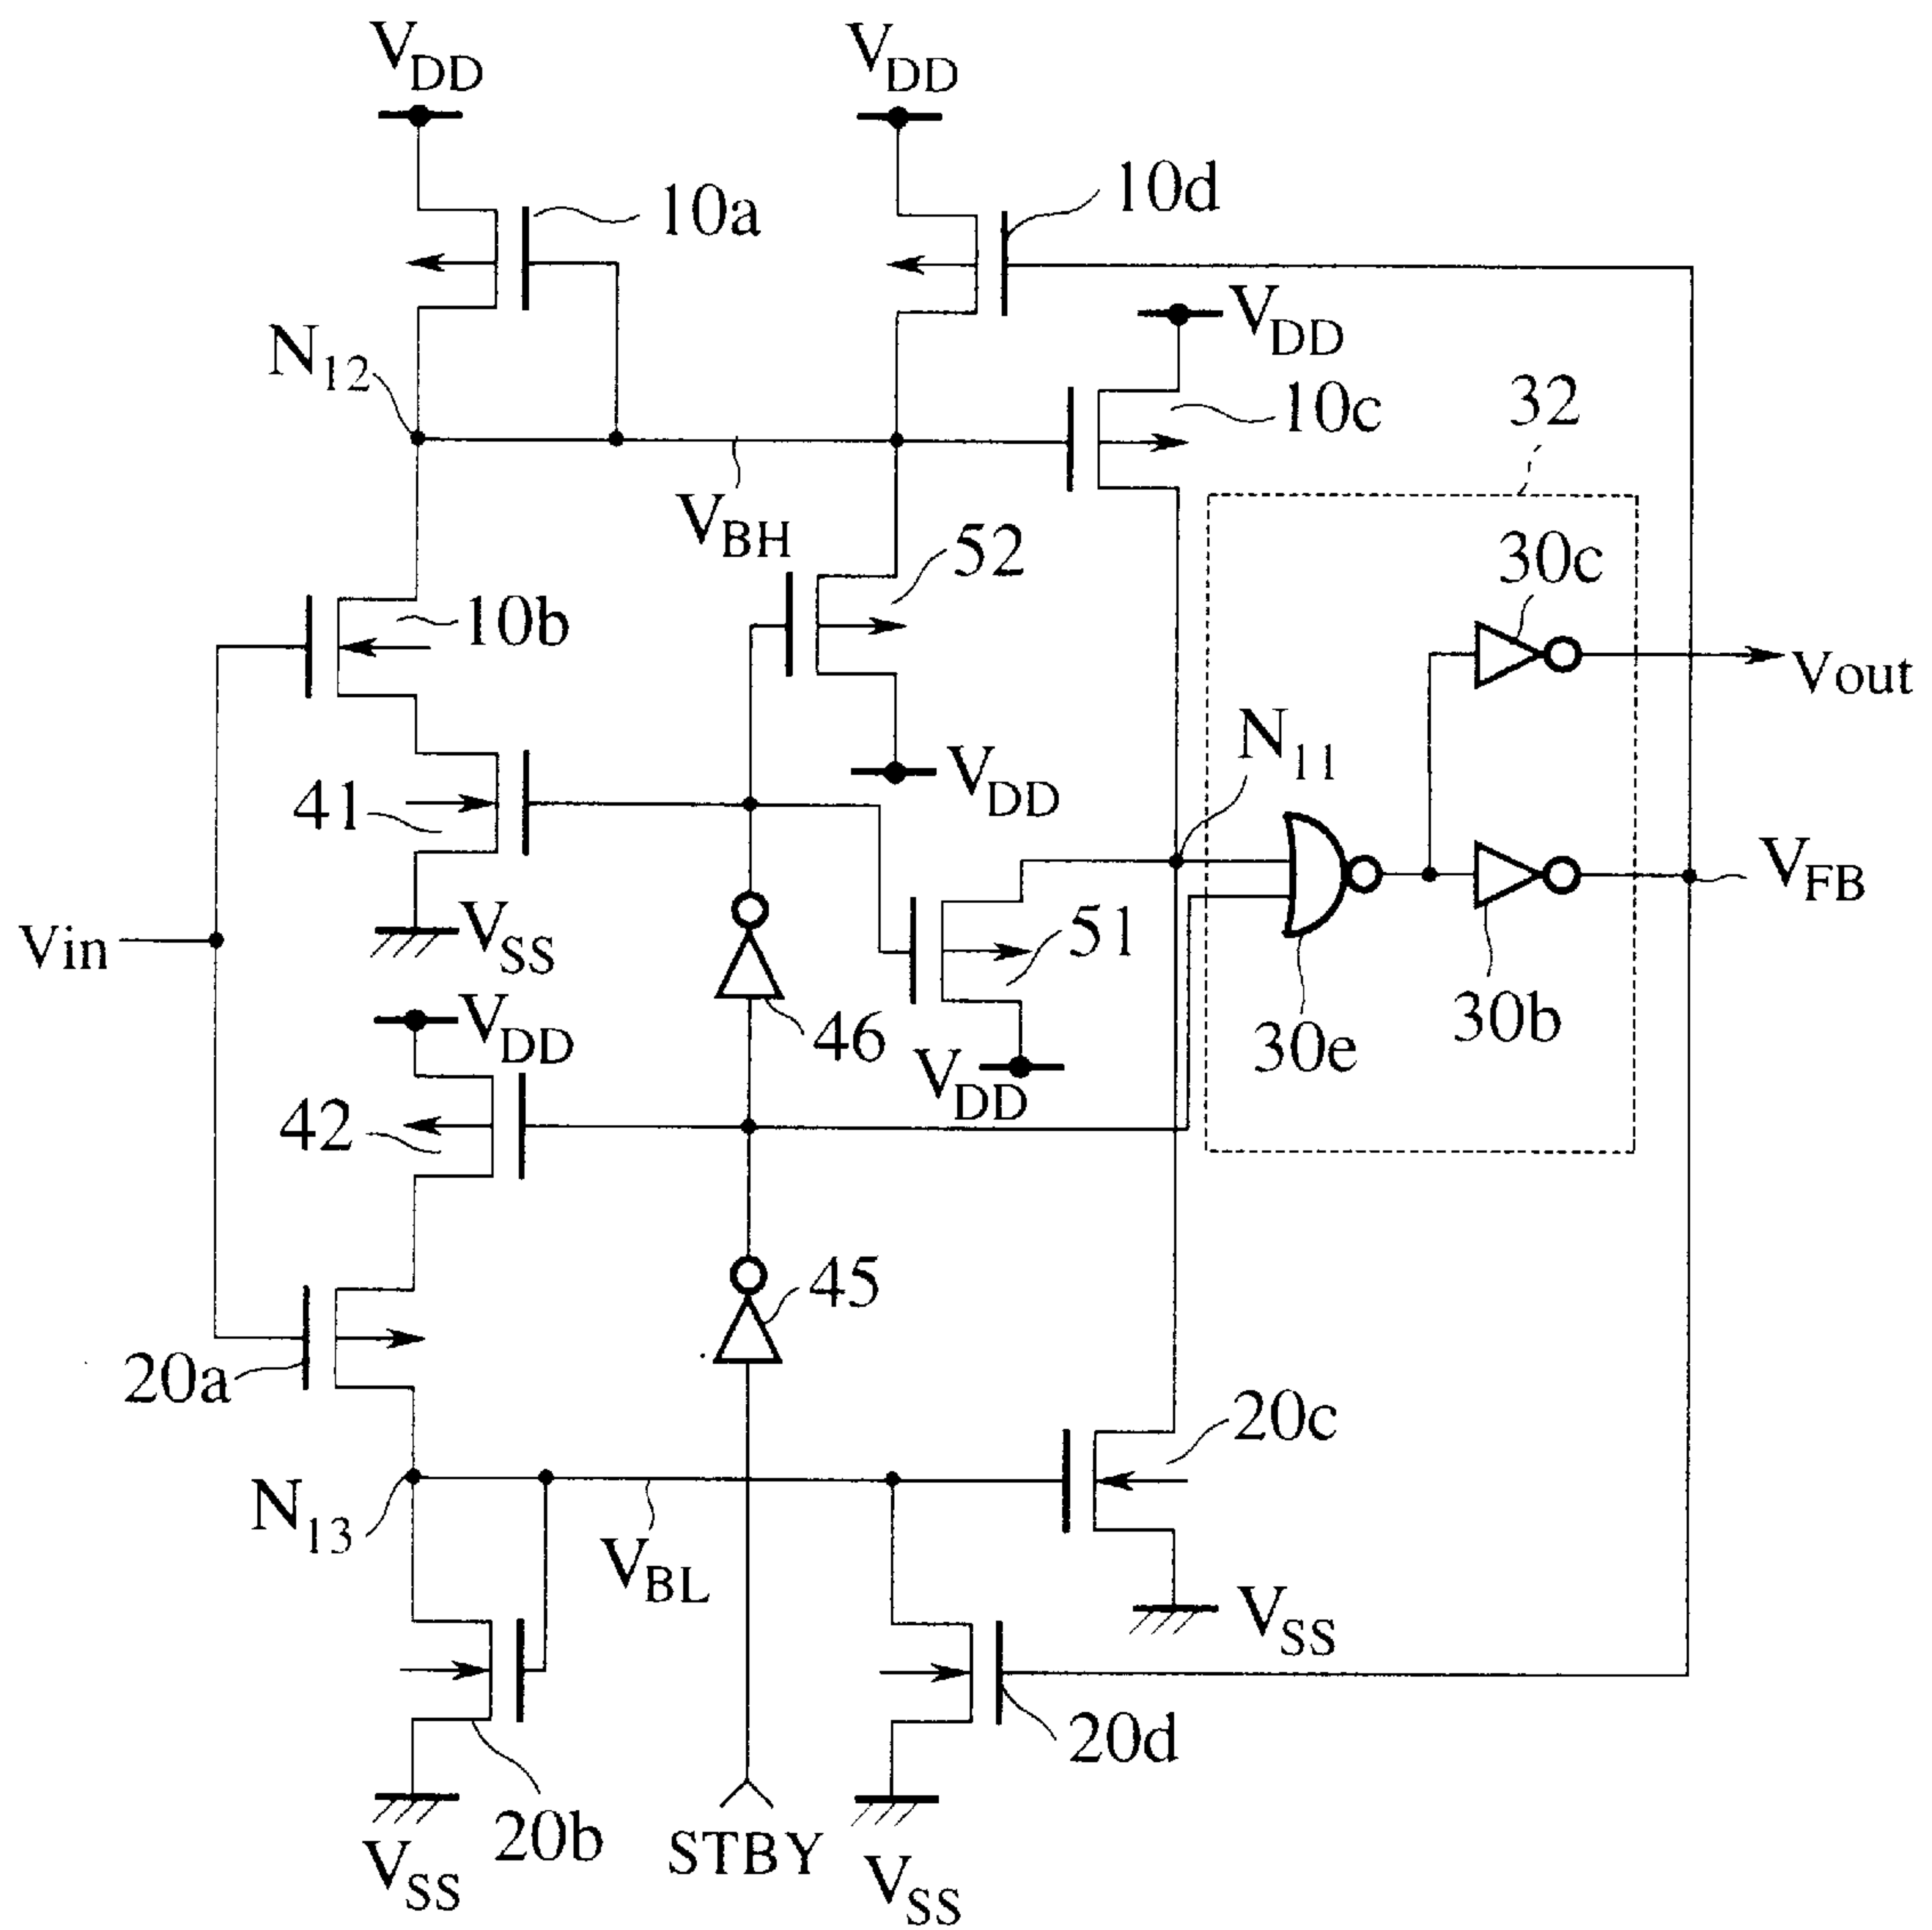 VDD
VDD
10a
10d
N12
VDD
10c
32
VBH
52
30c
10b
Vout
N11
41
VDD
VFB
Vin
VSS
51
VDD
46
30e
30b
42
VDD
45
20a
20c
N13
VBL
VSS
20d
20b
STBY
VSS
VSS